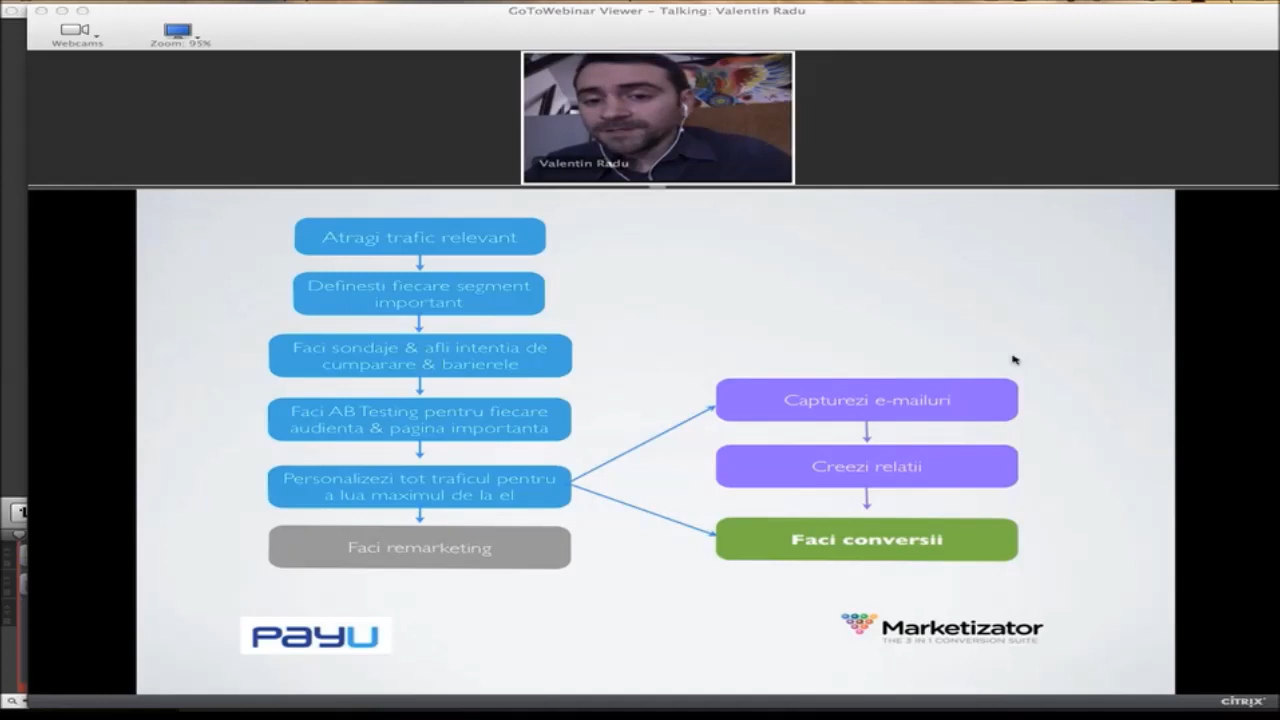 GoToWebinar Viewer – Talking: Valentin Radu
Webcams
Zoom: 95%
Valentin Radu
Atragi trafic relevant
Definesti fiecare segment
important
Faci sondaje & afli intentia de
cumparare & barierele
Faci AB Testing pentru fiecare
audienta & pagina importanta
Personalizezi tot traficul pentru
a lua maximul de la el
Faci remarketing
Capturezi e-mailuri
Creezi relatii
Faci conversii
PAYU
Marketizator
THE 3 IN 1 CONVERSION SUITE
CITRIX